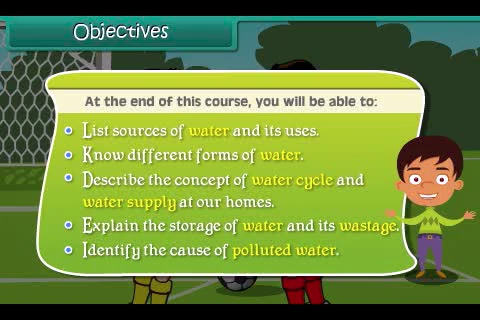 Objectives
At the end of this course, you will be able to:
List sources of water and its uses.
Know different forms of water.
Describe the concept of water cycle and
water supply at our homes.
Explain the storage of water and its wastage.
Identify the cause of polluted water.